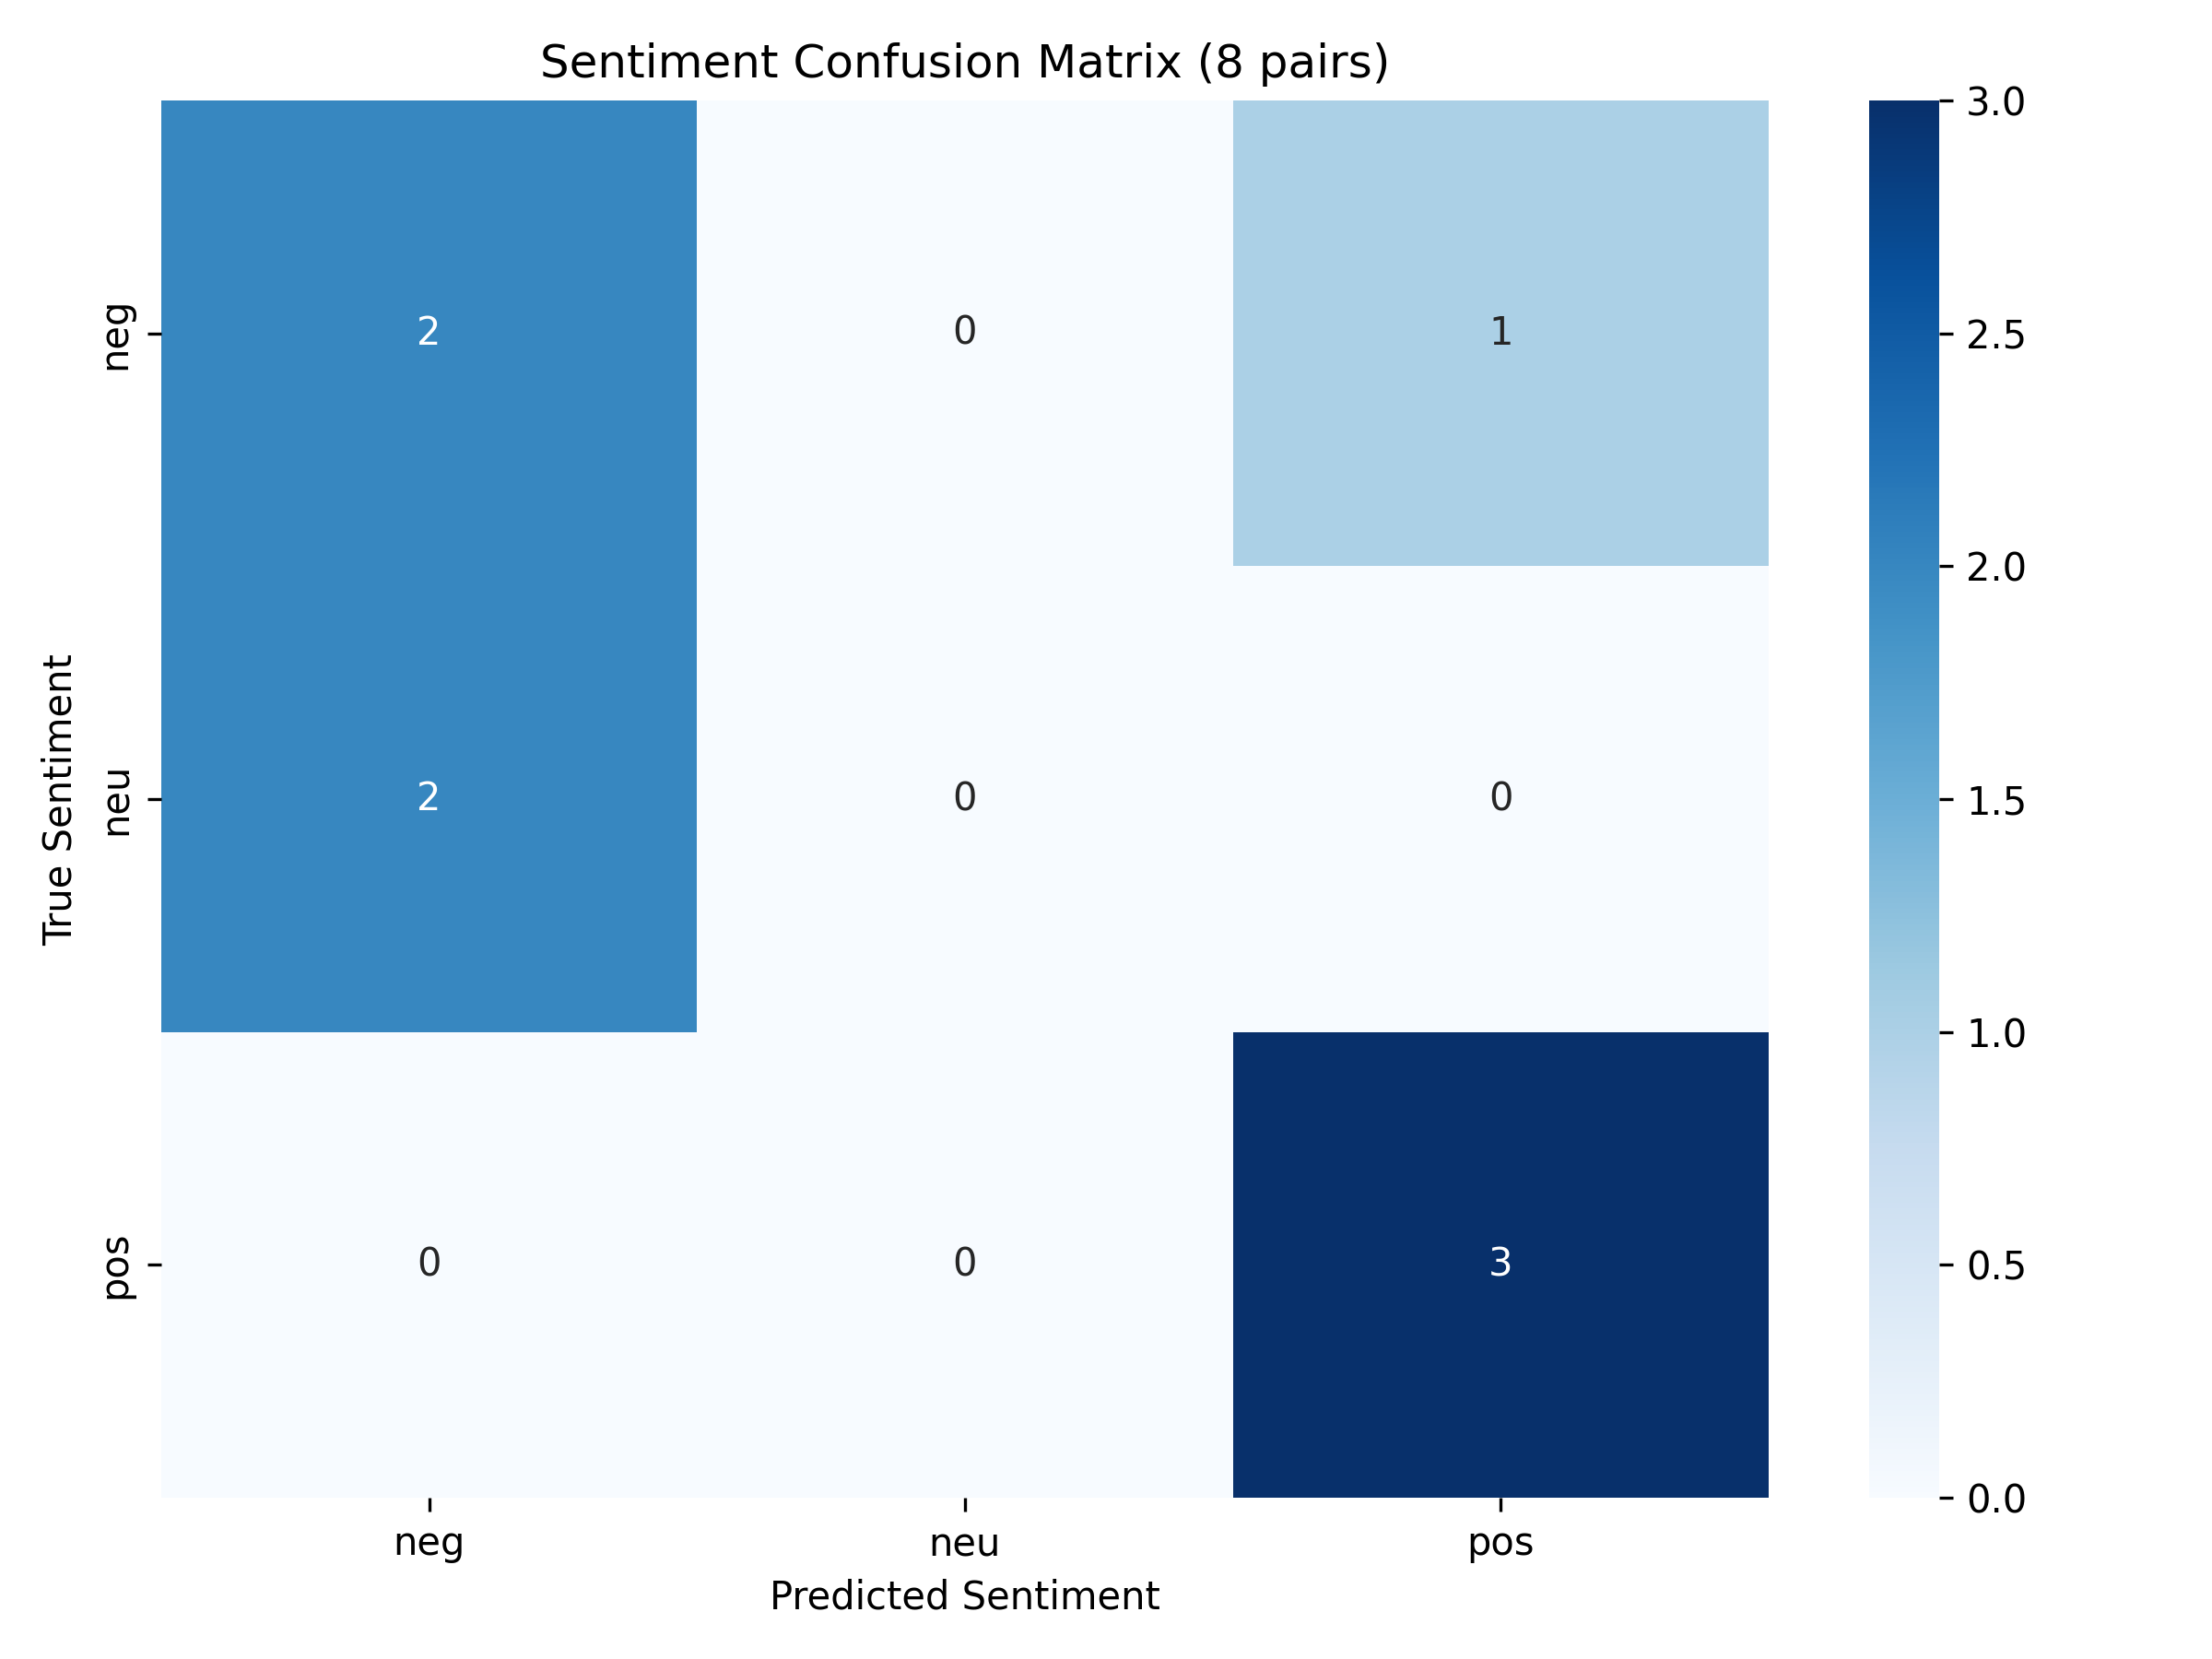 Sentiment Confusion Matrix (8 pairs)
True Sentiment
neg
2
0
1
neu
2
0
0
pos
0
0
3
neg
neu
pos
Predicted Sentiment
3.0
2.5
2.0
1.5
1.0
0.5
0.0